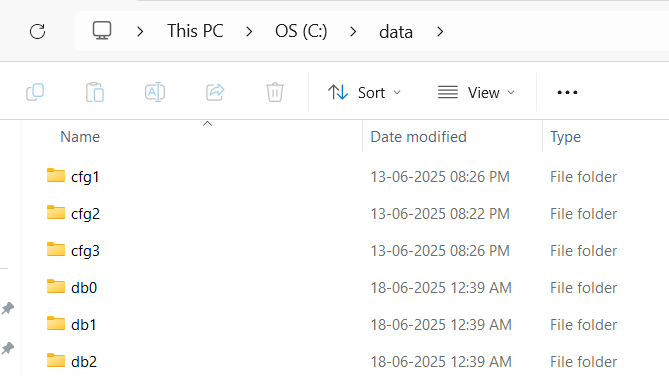 This PC > OS (C:) > data >
Sort View
Name Date modified Type
cfg1 13-06-2025 08:26 PM File folder
cfg2 13-06-2025 08:22 PM File folder
cfg3 13-06-2025 08:26 PM File folder
db0 18-06-2025 12:39 AM File folder
db1 18-06-2025 12:39 AM File folder
db2 18-06-2025 12:39 AM File folder